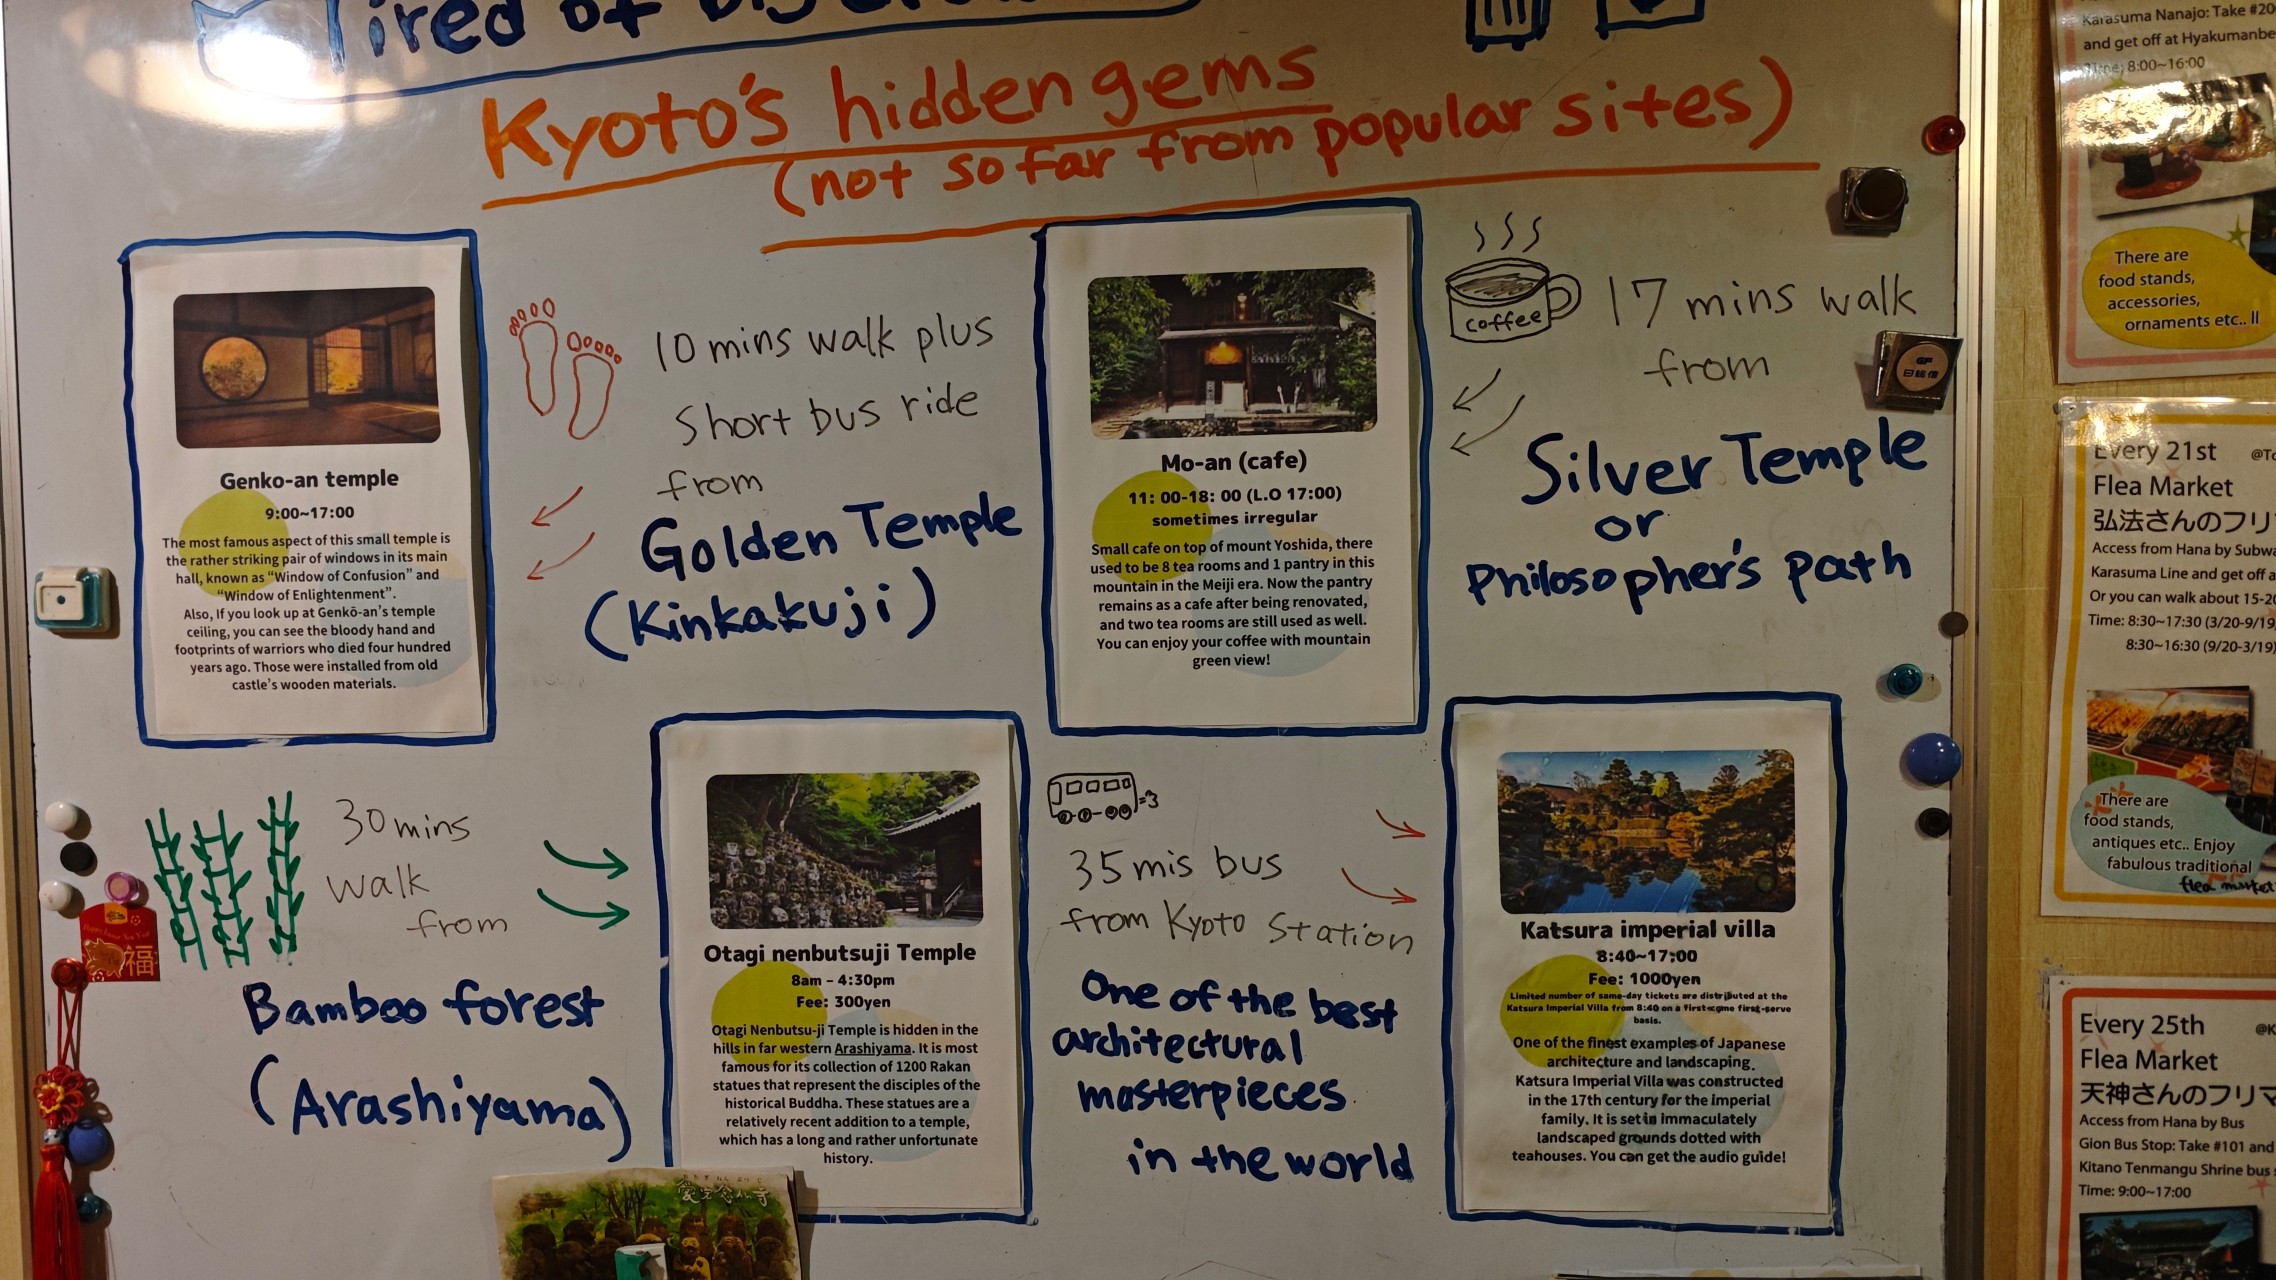 Tired of
Kyoto's hidden gems
(not so far from popular sites)
Genko-an temple
9:00~17:00
The most famous aspect of this small temple is
the rather striking pair of windows in its main
hall, known as “Window of Confusion” and
“Window of Enlightenment”.
Also, If you look up at Genkō-an's temple
ceiling, you can see the bloody hand and
footprints of warriors who died four hundred
years ago. Those were installed from old
castle's wooden materials.
10 mins walk plus
short bus ride
from
Golden Temple
(Kinkakuji)
Mo-an (cafe)
11: 00-18: 00 (L.O 17:00)
sometimes irregular
Small cafe on top of mount Yoshida, there
used to be 8 tea rooms and 1 pantry in this
mountain in the Meiji era. Now the pantry
remains as a cafe after being renovated,
and two tea rooms are still used as well.
You can enjoy your coffee with mountain
green view!
coffee
17 mins walk
from
Silver Temple
or
Philosopher's path
30 mins
walk
from
Bamboo forest
(Arashiyama)
Otagi nenbutsuji Temple
8am – 4:30pm
Fee: 300yen
Otagi Nenbutsu-ji Temple is hidden in the
hills in far western Arashiyama. It is most
famous for its collection of 1200 Rakan
statues that represent the disciples of the
historical Buddha. These statues are a
relatively recent addition to a temple,
which has a long and rather unfortunate
history.
35 mis bus
from Kyoto Station
One of the best
architectural
masterpieces
in the world
Katsura imperial villa
8:40~17:00
Fee: 1000yen
Limited number of same-day tickets are distributed at the
Katsura Imperial Villa from 8:40 on a first-come first-serve
basis.
One of the finest examples of Japanese
architecture and landscaping.
Katsura Imperial Villa was constructed
in the 17th century for the imperial
family. It is set in immaculately
landscaped grounds dotted with
teahouses. You can get the audio guide!
福
Karasuma Nanajo: Take #20
and get off at Hyakumanbe
Time: 8:00~16:00
There are
food stands,
accessories,
ornaments etc.. !!
Every 21st
Flea Market
弘法さんのフリ
Access from Hana by Subwa
Karasuma Line and get off a
Or you can walk about 15-20
Time: 8:30~17:30 (3/20-9/19)
8:30~16:30 (9/20-3/19)
There are
food stands,
antiques etc.. Enjoy
fabulous traditional
flea market
Every 25th
Flea Market
天神さんのフリマ
Access from Hana by Bus
Gion Bus Stop: Take #101 and
Kitano Tenmangu Shrine bus
Time: 9:00~17:00